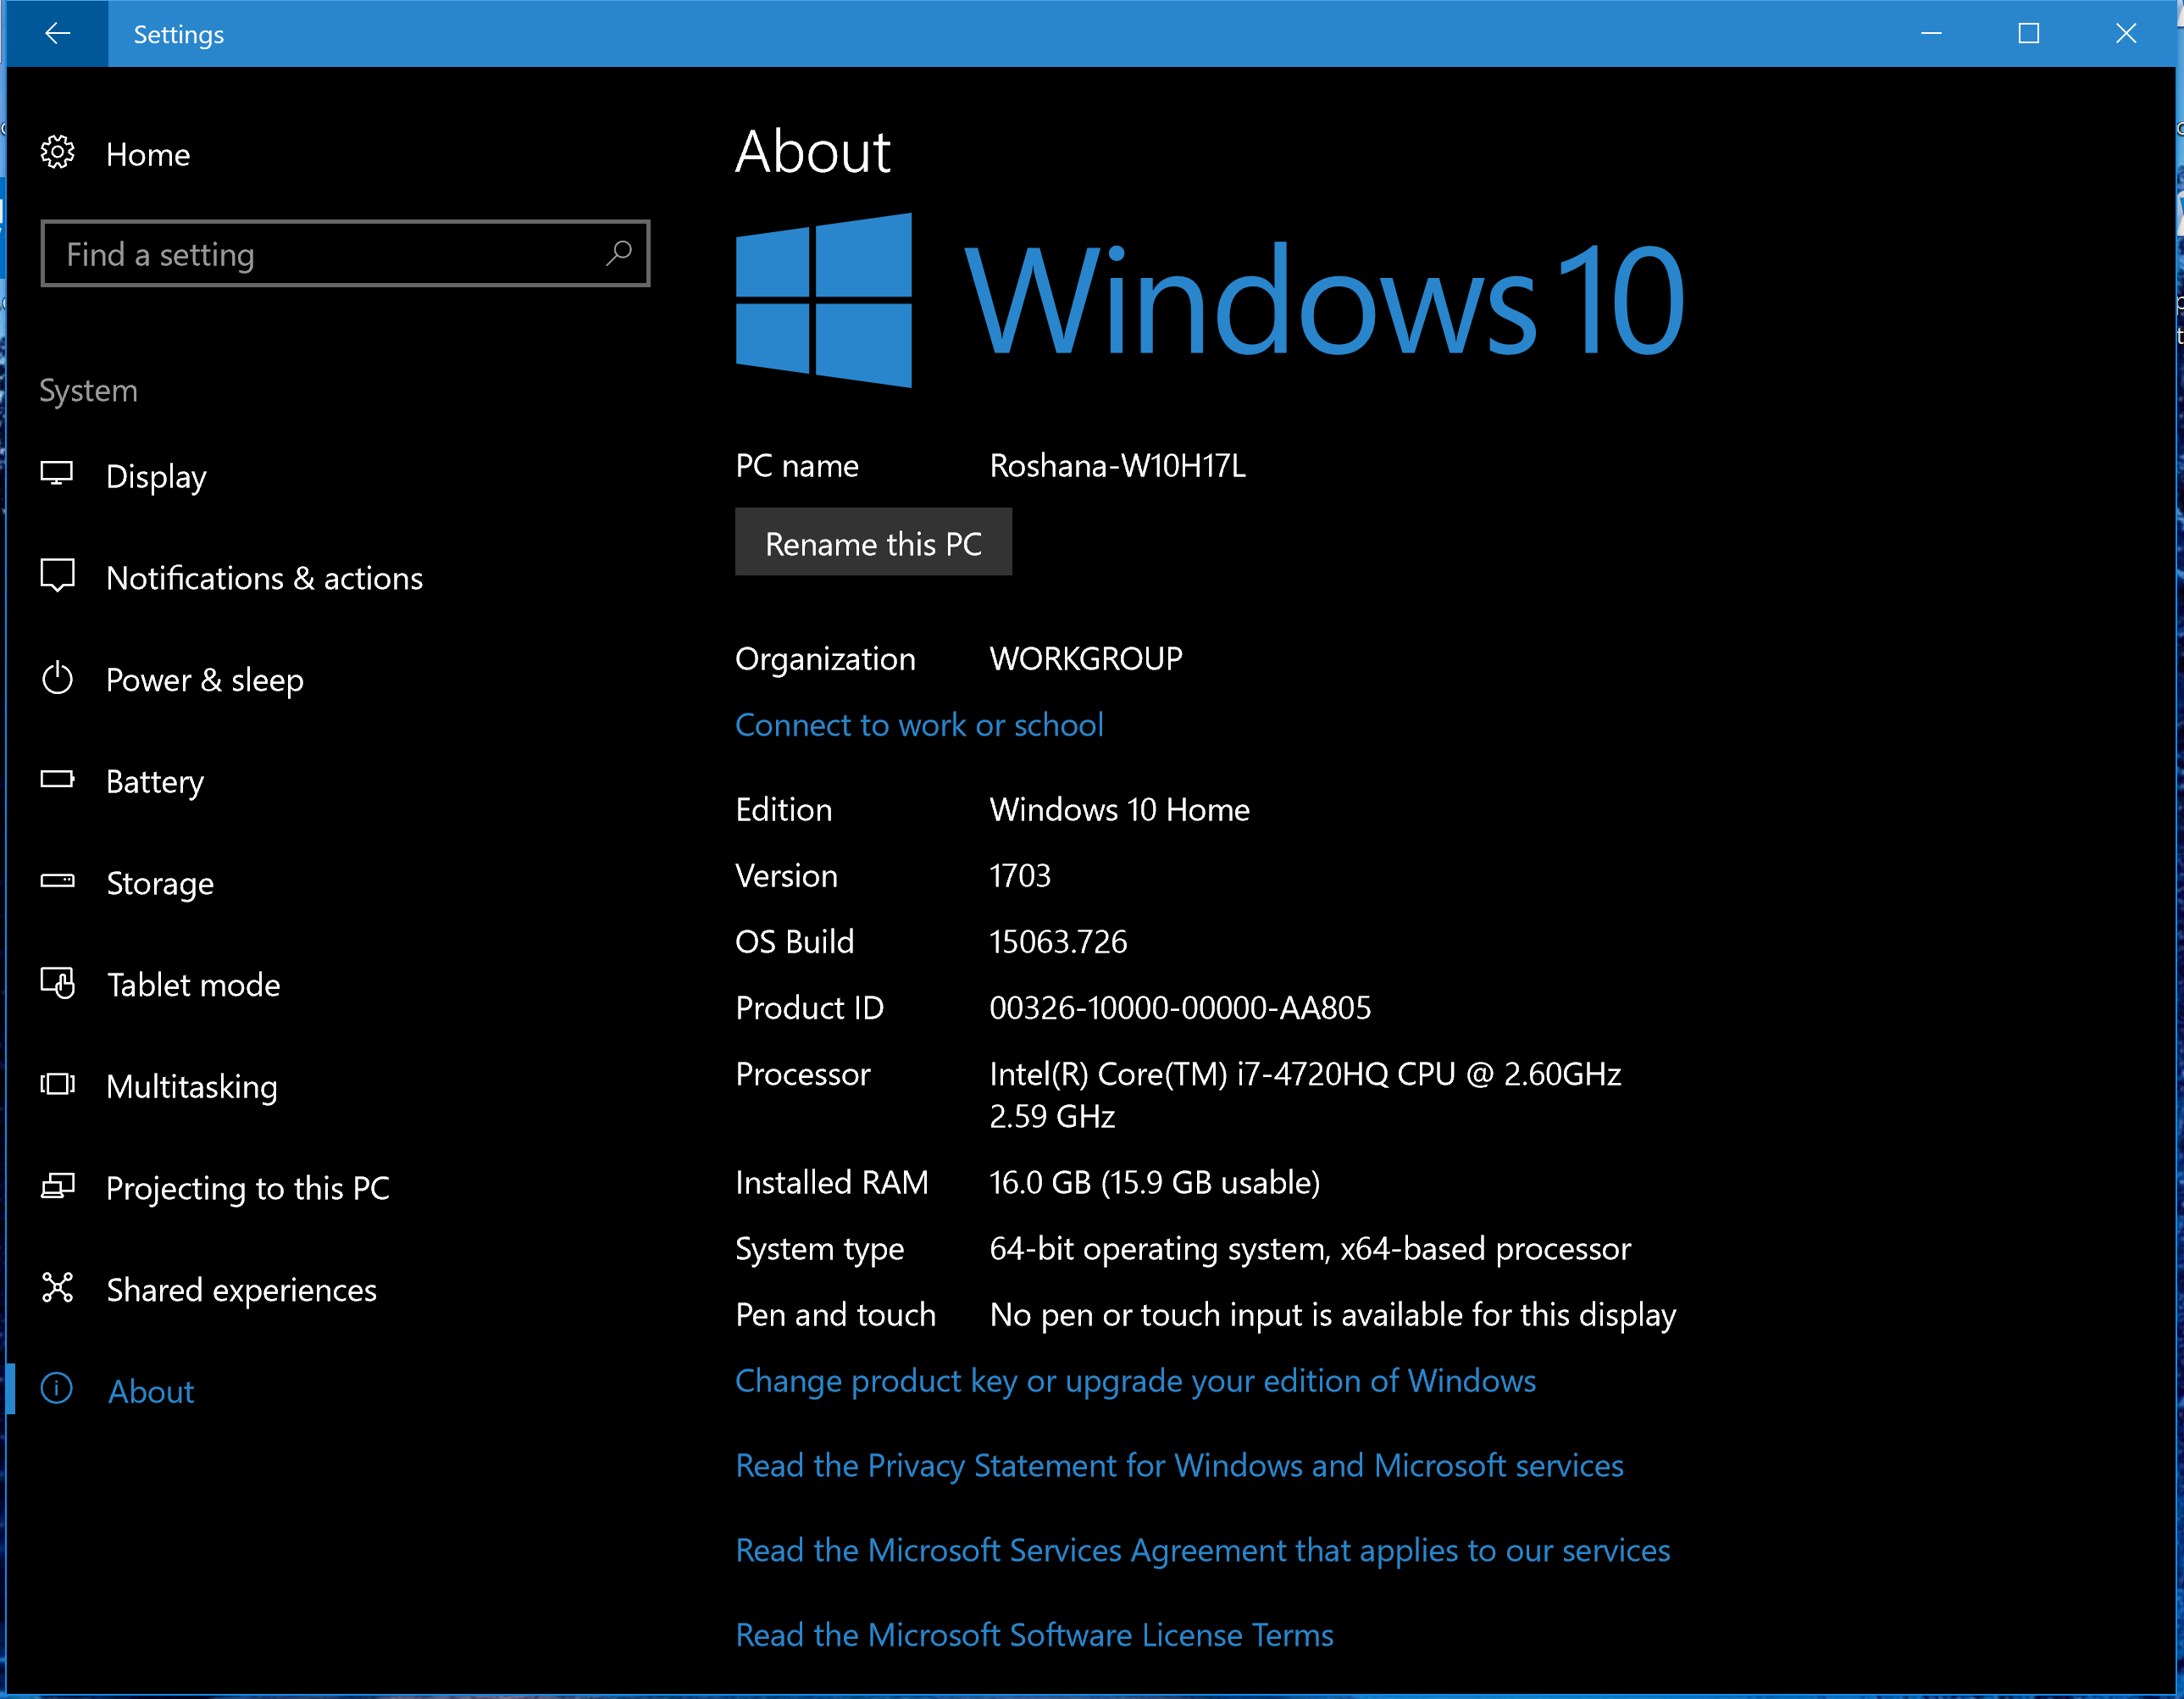 Settings
Home
Find a setting
System
Display
Notifications & actions
Power & sleep
Battery
Storage
Tablet mode
Multitasking
Projecting to this PC
Shared experiences
About
About
Windows 10
PC name Roshana-W10H17L
Rename this PC
Organization WORKGROUP
Connect to work or school
Edition Windows 10 Home
Version 1703
OS Build 15063.726
Product ID 00326-10000-00000-AA805
Processor Intel(R) Core(TM) i7-4720HQ CPU @ 2.60GHz
2.59 GHz
Installed RAM 16.0 GB (15.9 GB usable)
System type 64-bit operating system, x64-based processor
Pen and touch No pen or touch input is available for this display
Change product key or upgrade your edition of Windows
Read the Privacy Statement for Windows and Microsoft services
Read the Microsoft Services Agreement that applies to our services
Read the Microsoft Software License Terms